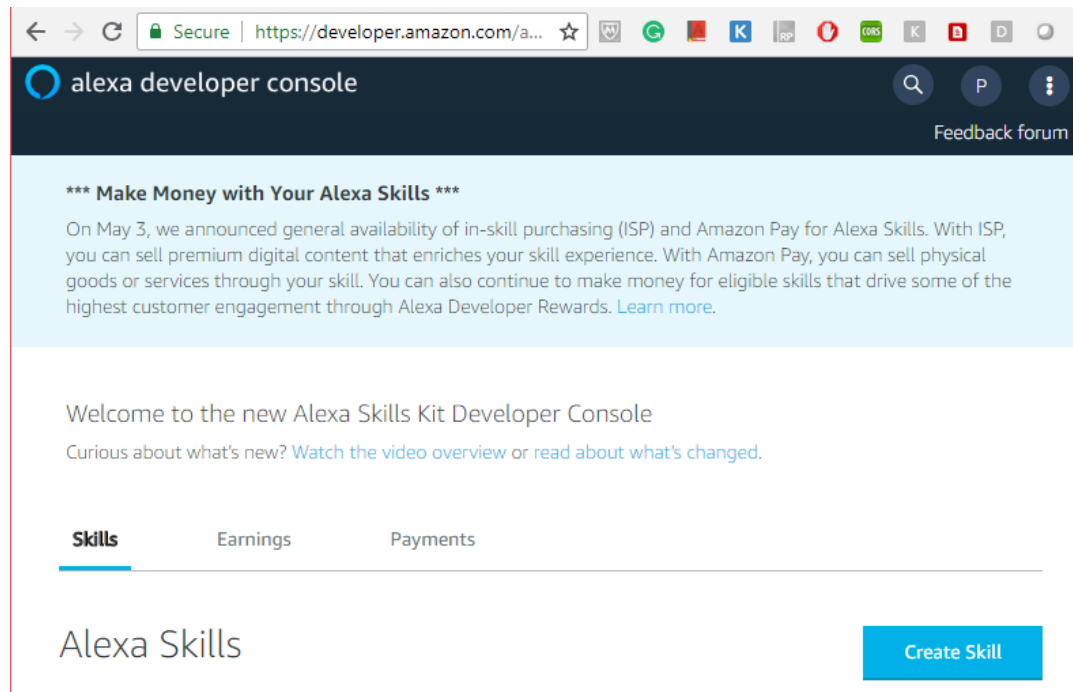 Secure https://developer.amazon.com/a...
G K RP CORS K D
alexa developer console
P
Feedback forum
*** Make Money with Your Alexa Skills ***
On May 3, we announced general availability of in-skill purchasing (ISP) and Amazon Pay for Alexa Skills. With ISP,
you can sell premium digital content that enriches your skill experience. With Amazon Pay, you can sell physical
goods or services through your skill. You can also continue to make money for eligible skills that drive some of the
highest customer engagement through Alexa Developer Rewards. Learn more.
Welcome to the new Alexa Skills Kit Developer Console
Curious about what's new? Watch the video overview or read about what's changed.
Skills Earnings Payments
Alexa Skills
Create Skill